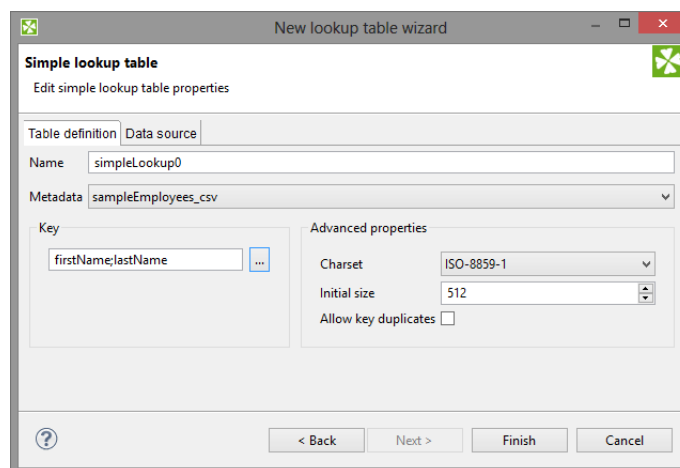 New lookup table wizard
Simple lookup table
Edit simple lookup table properties
Table definition Data source
Name simpleLookup0
Metadata sampleEmployees_csv
Key
firstName;lastName ...
Advanced properties
Charset ISO-8859-1
Initial size 512
Allow key duplicates
? < Back Next > Finish Cancel